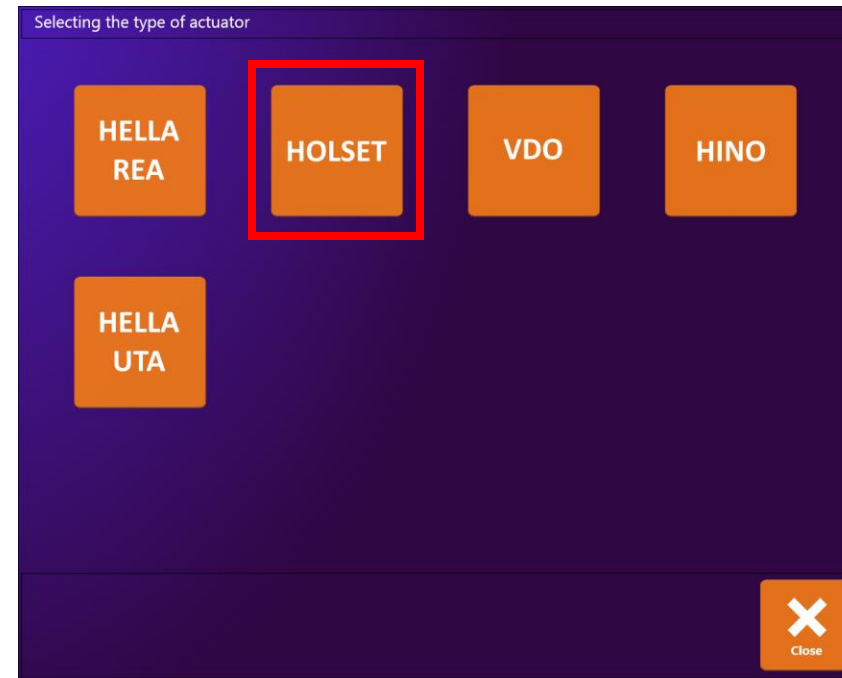 Selecting the type of actuator
HELLA
REA
HOLSET
VDO
HINO
HELLA
UTA
Close